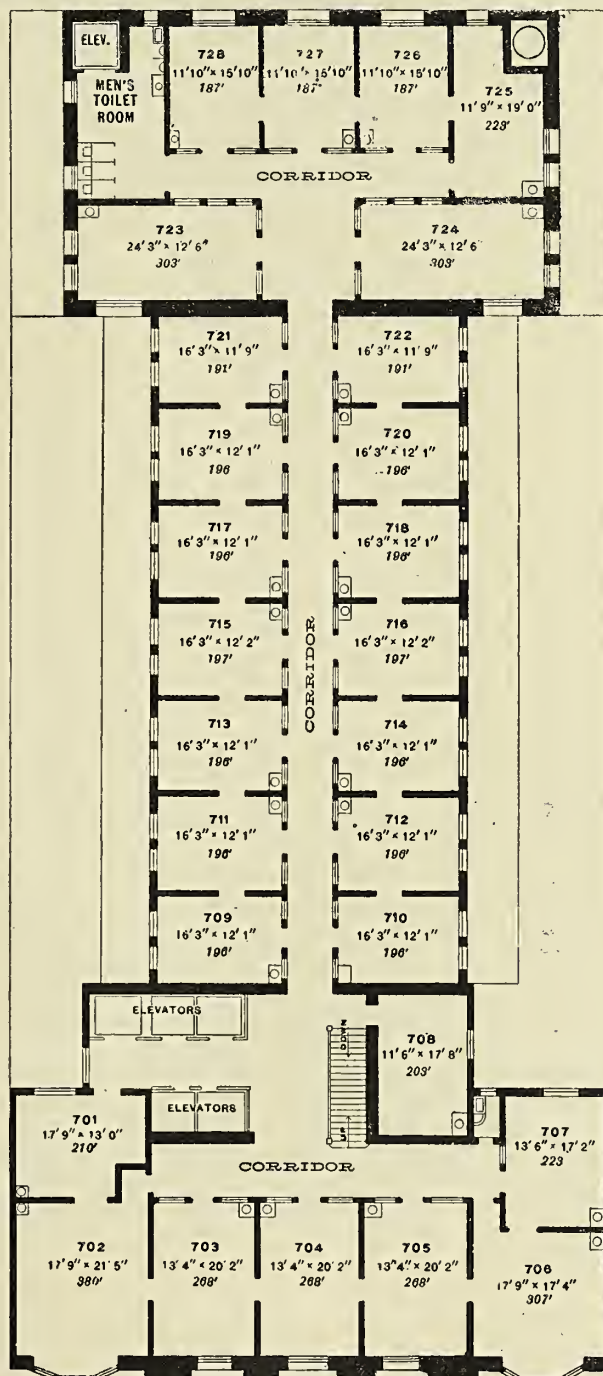 ELEV.
MEN'S
TOILET
ROOM
728
11'10" × 15'10"
187'
727
11'10" × 15'10"
187'
726
11'10" × 15'10"
187'
725
11'9" × 19'0"
223'
CORRIDOR
723
24'3" × 12'6"
303'
724
24'3" × 12'6
303'
721
16'3" × 11'9"
191'
722
16'3" × 11'9"
191'
719
16'3" × 12'1"
196
720
16'3" × 12'1"
196'
717
16'3" × 12'1"
196'
718
16'3" × 12'1"
196'
715
16'3" × 12'2"
197'
CORRIDOR
716
16'3" × 12'2"
197'
713
16'3" × 12'1"
196'
714
16'3" × 12'1"
196'
711
16'3" × 12'1"
196'
712
16'3" × 12'1"
196'
709
16'3" × 12'1"
196'
710
16'3" × 12'1"
196'
ELEVATORS
DOWN
708
11'6" × 17'8"
203'
ELEVATORS
UP
701
17'9" × 13'0"
210'
707
13'6" × 17'2"
223
CORRIDOR
702
17'9" × 21'5"
380'
703
13'4" × 20'2"
268'
704
13'4" × 20'2"
268'
705
13'4" × 20'2"
268'
706
17'9" × 17'4"
307'